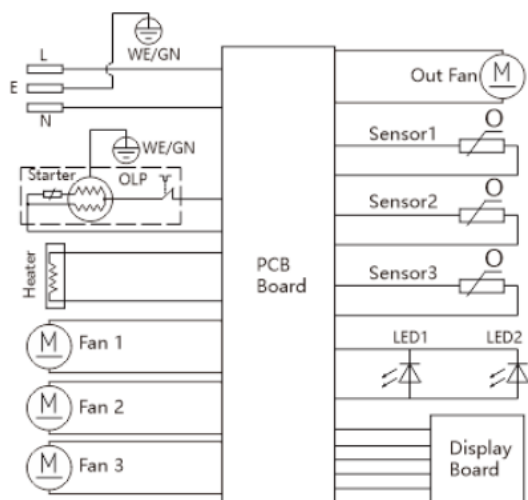 L
WE/GN
E
N
WE/GN
Starter
OLP
Heater
M
Fan 1
M
Fan 2
M
Fan 3
PCB
Board
Out Fan
M
Sensor1
O
Sensor2
O
Sensor3
O
LED1
LED2
Display
Board